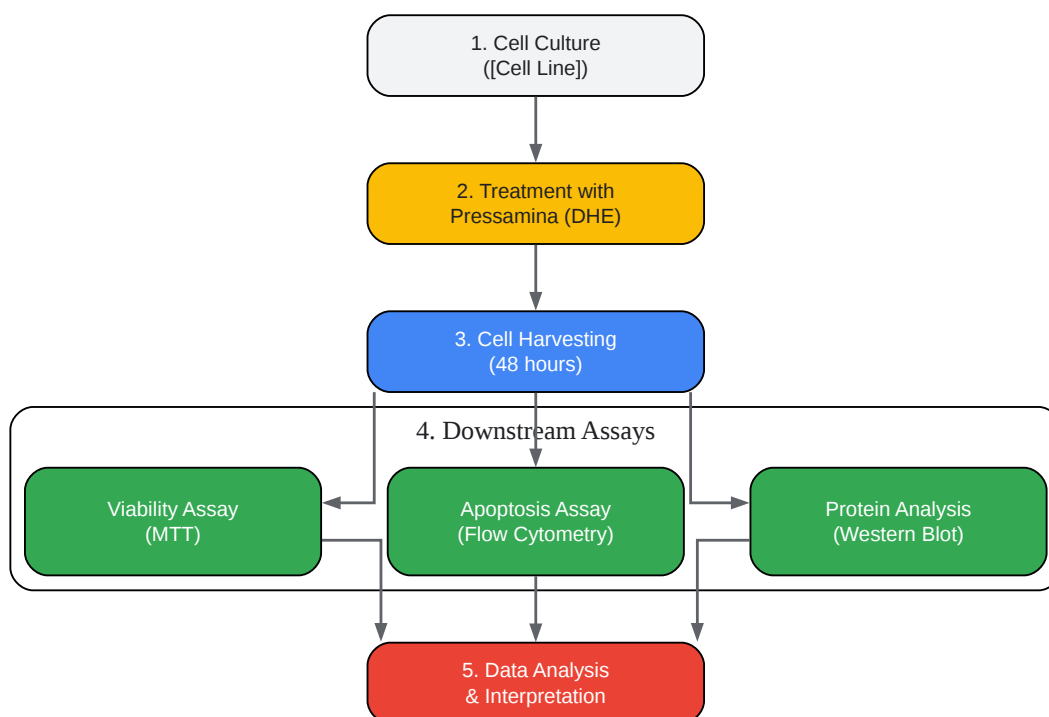 1. Cell Culture
([Cell Line])
2. Treatment with
Pressamina (DHE)
3. Cell Harvesting
(48 hours)
4. Downstream Assays
Viability Assay
(MTT)
Apoptosis Assay
(Flow Cytometry)
Protein Analysis
(Western Blot)
5. Data Analysis
& Interpretation